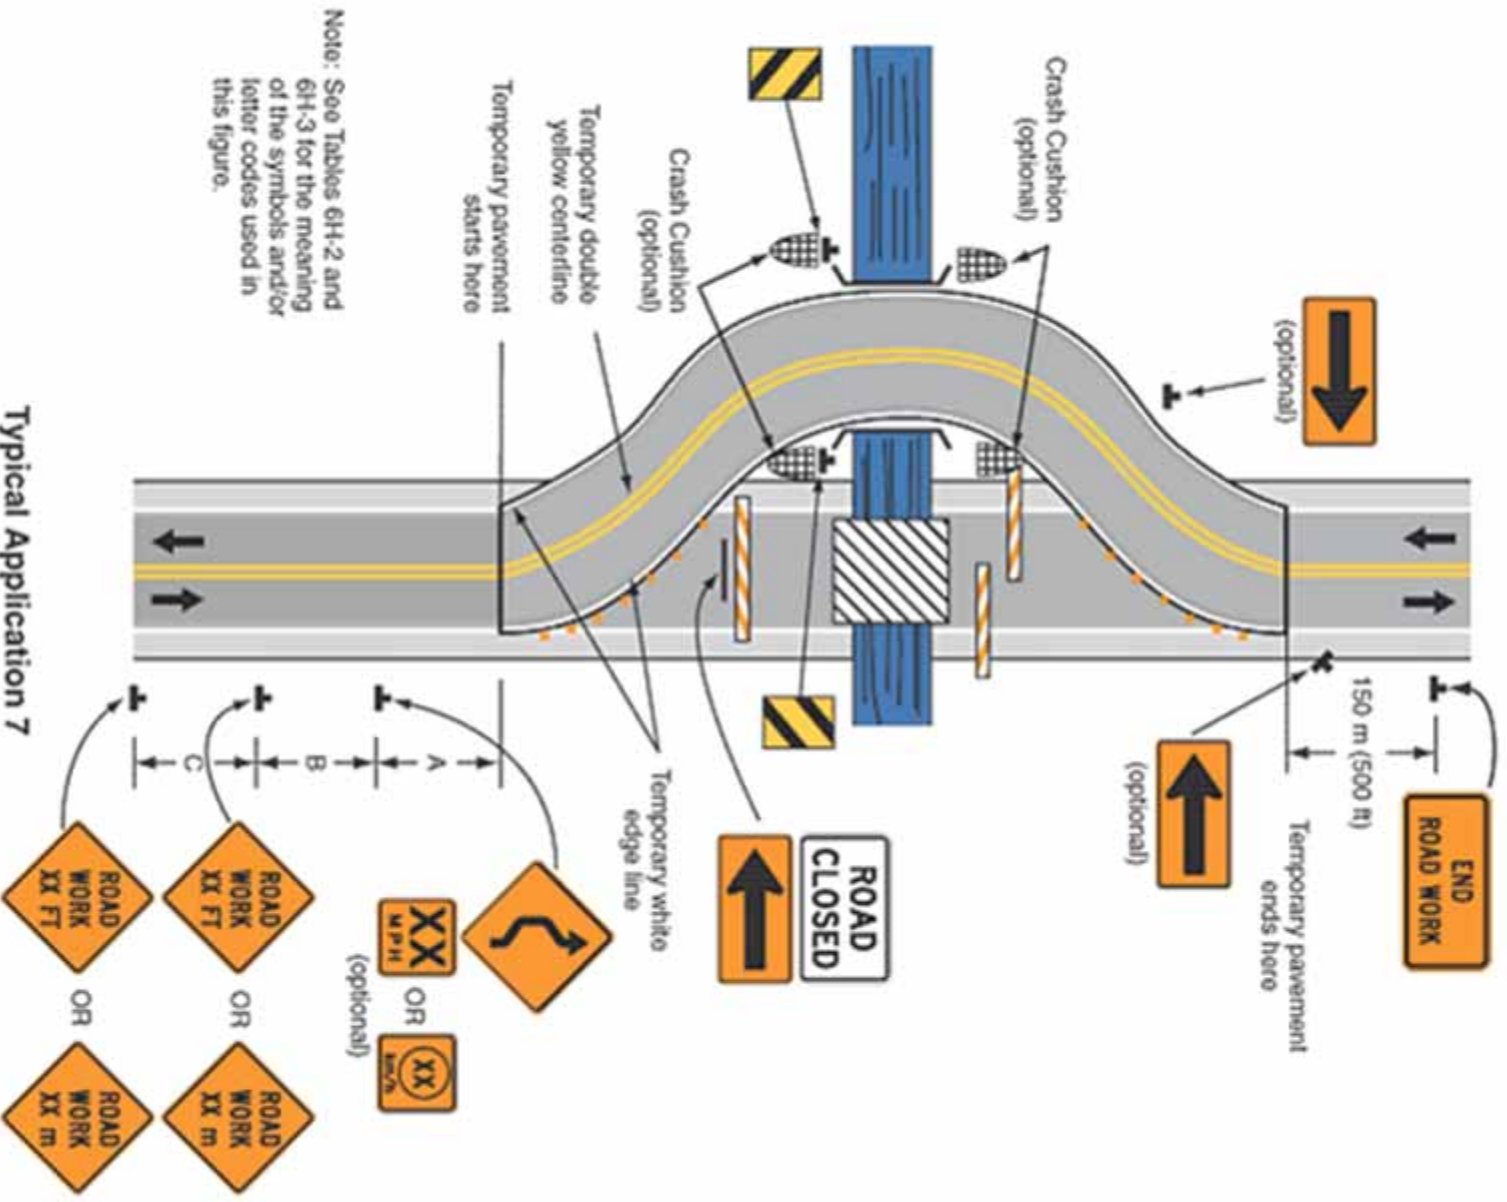 Crash Cushion
(optional)
(optional)
Crash Cushion
(optional)
Temporary double
yellow centerline
Temporary pavement
starts here
Note: See Tables 6H-2 and
6H-3 for the meaning
of the symbols and/or
letter codes used in
this figure.
END
ROAD WORK
150 m (500 ft)
Temporary pavement
ends here
(optional)
ROAD
CLOSED
Temporary white
edge line
A
B
C
XX
MPH
OR
XX
km/h
(optional)
ROAD
WORK
XX FT
OR
ROAD
WORK
XX m
ROAD
WORK
XX FT
OR
ROAD
WORK
XX m
Typical Application 7